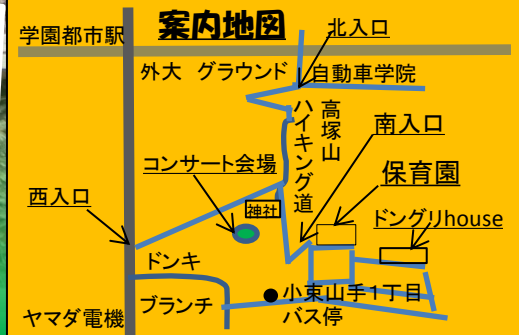 案内地図
学園都市駅
北入口
外大 グラウンド
自動車学院
高塚山
ハイキング道
南入口
コンサート会場
保育園
西入口
神社
ドングリhouse
ドンキ
ブランチ
小束山手1丁目
バス停
ヤマダ電機